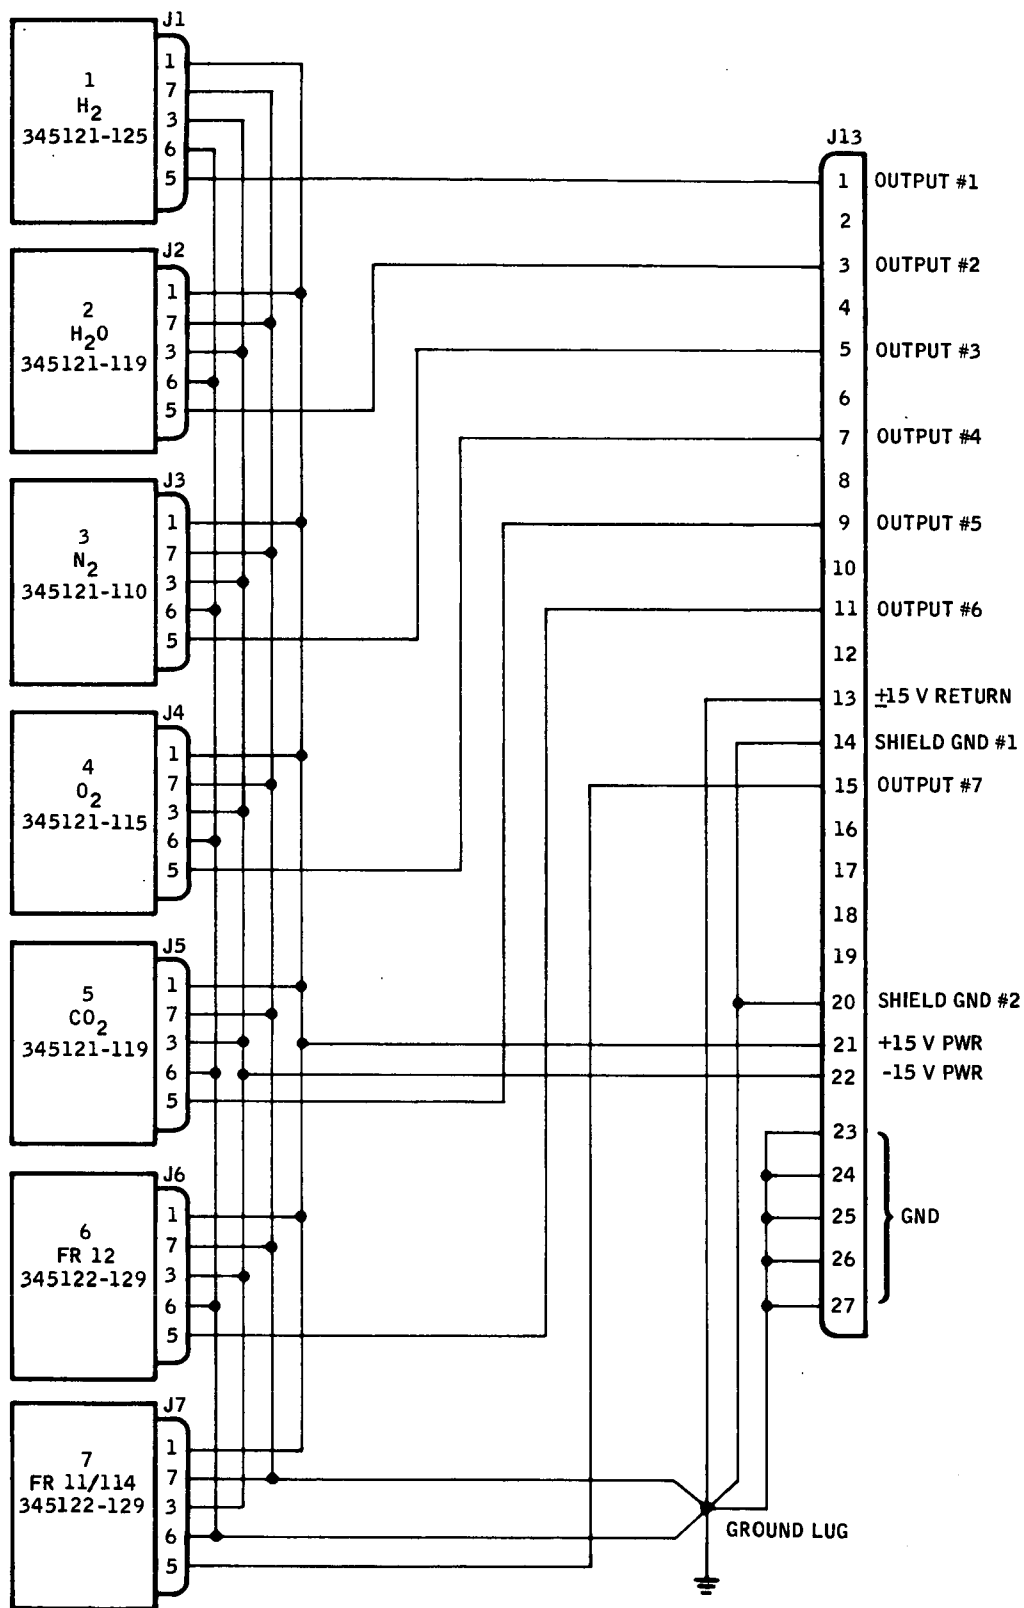 J1
1
H2
345121-125
1
7
3
6
5
J2
2
H2O
345121-119
1
7
3
6
5
J3
3
N2
345121-110
1
7
3
6
5
J4
4
O2
345121-115
1
7
3
6
5
J5
5
CO2
345121-119
1
7
3
6
5
J6
6
FR 12
345122-129
1
7
3
6
5
J7
7
FR 11/114
345122-129
1
7
3
6
5
J13
1 OUTPUT #1
2
3 OUTPUT #2
4
5 OUTPUT #3
6
7 OUTPUT #4
8
9 OUTPUT #5
10
11 OUTPUT #6
12
13 ±15 V RETURN
14 SHIELD GND #1
15 OUTPUT #7
16
17
18
19
20 SHIELD GND #2
21 +15 V PWR
22 -15 V PWR
23
24
25 GND
26
27
GROUND LUG